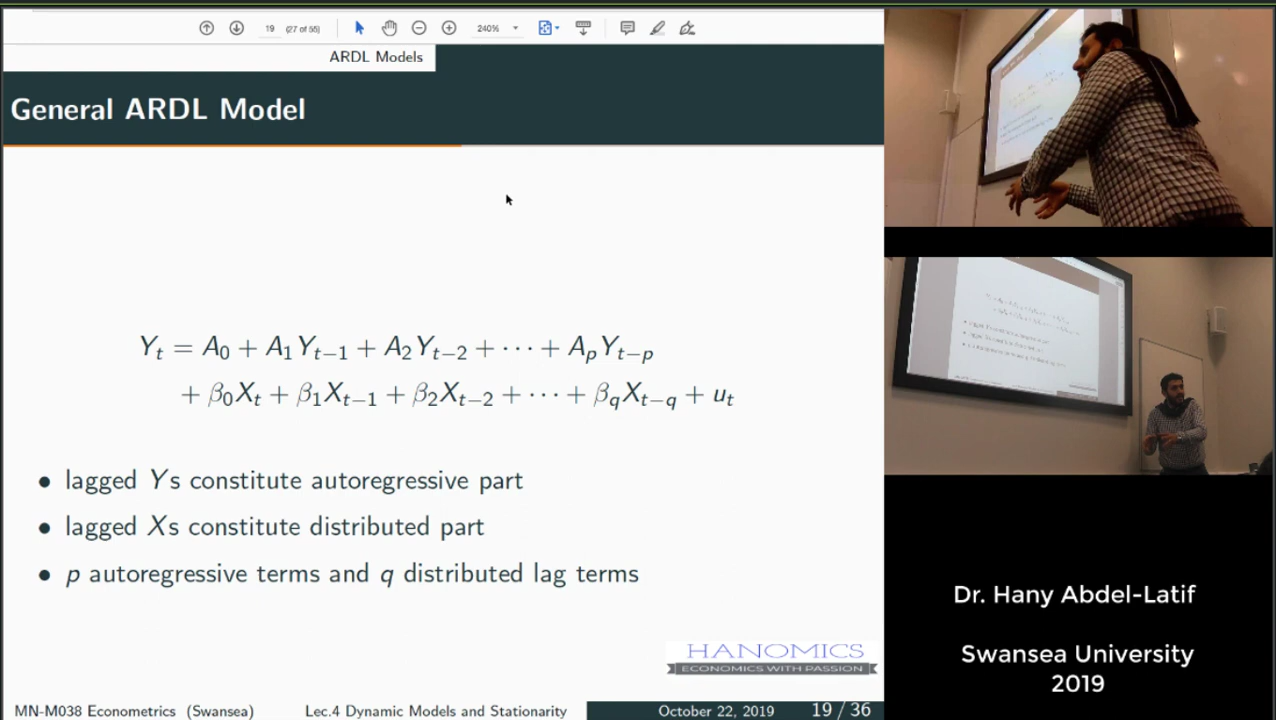 19 (27 of 55) 240%
ARDL Models
General ARDL Model
Y_t = A_0 + A_1 Y_{t−1} + A_2 Y_{t−2} + ⋯ + A_p Y_{t−p}
+ β_0 X_t + β_1 X_{t−1} + β_2 X_{t−2} + ⋯ + β_q X_{t−q} + u_t
• lagged Ys constitute autoregressive part
• lagged Xs constitute distributed part
• p autoregressive terms and q distributed lag terms
HANOMICS
ECONOMICS WITH PASSION
MN-M038 Econometrics (Swansea) Lec.4 Dynamic Models and Stationarity October 22, 2019 19 / 36
Dr. Hany Abdel-Latif
Swansea University
2019